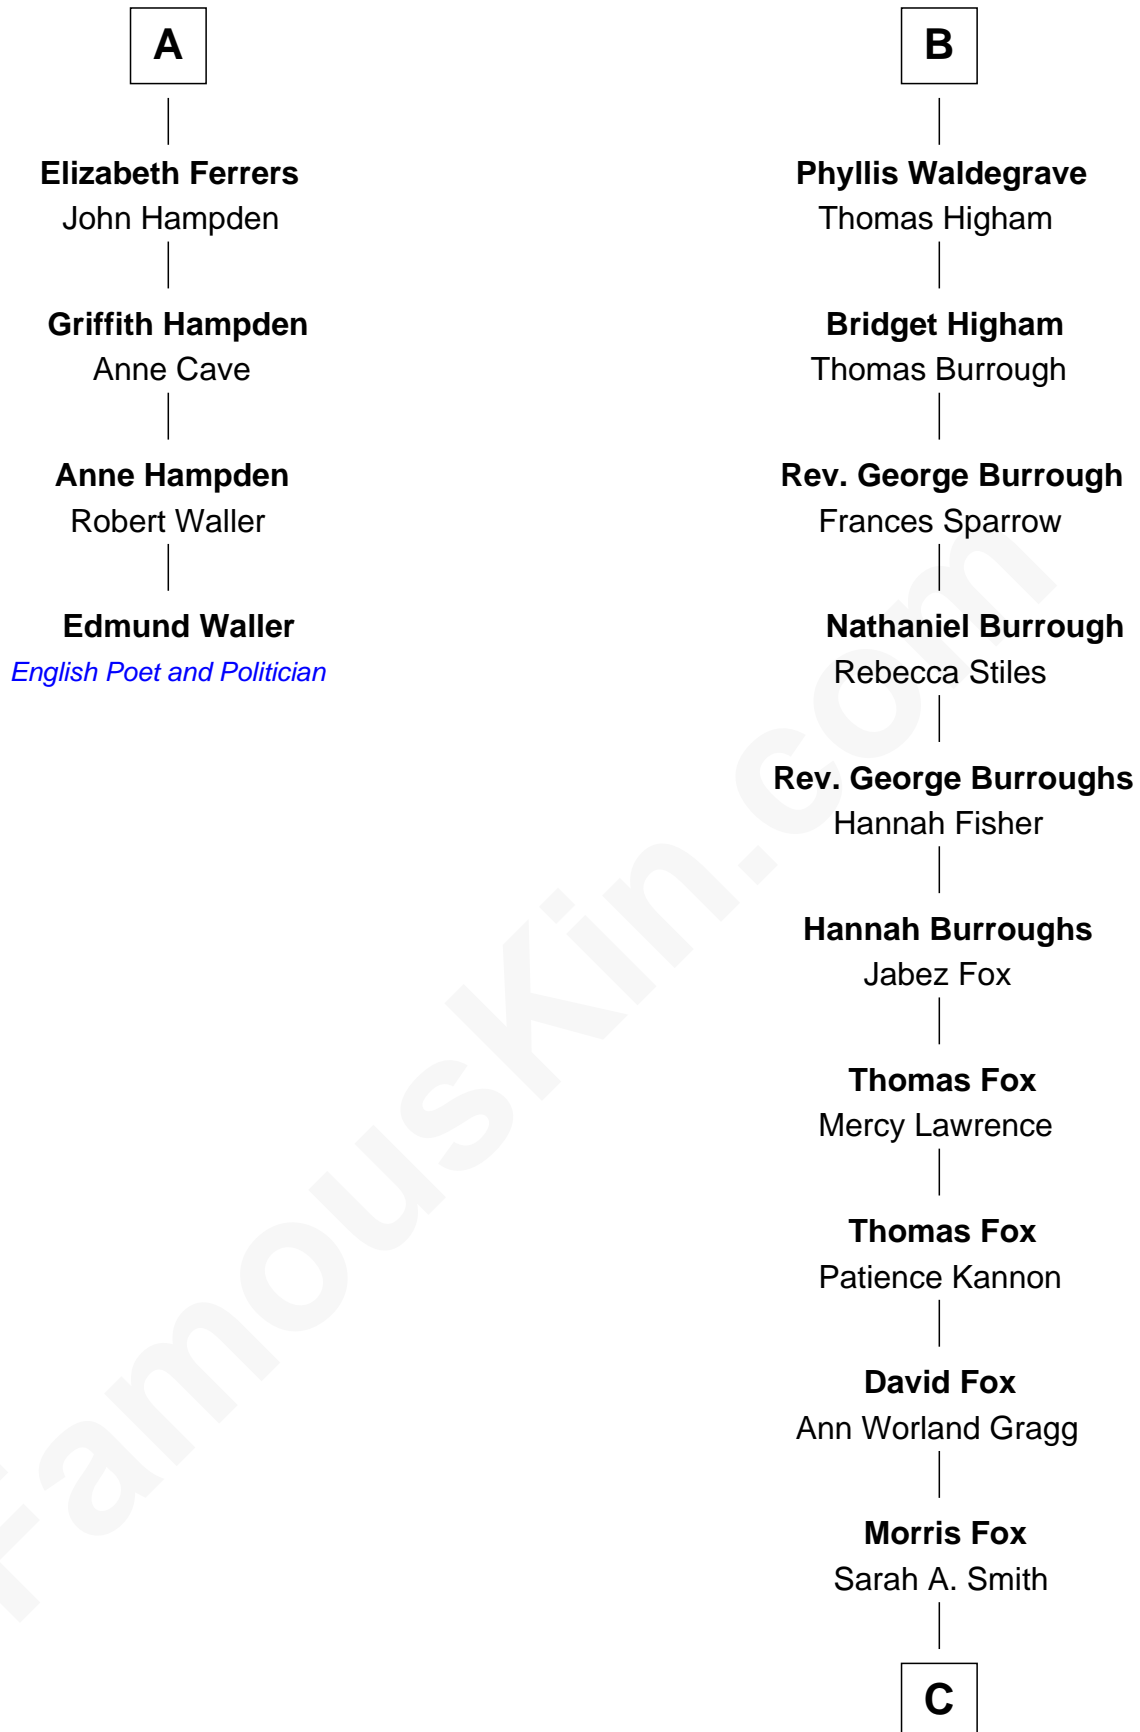 A
Elizabeth Ferrers
John Hampden
Griffith Hampden
Anne Cave
Anne Hampden
Robert Waller
Edmund Waller
English Poet and Politician
B
Phyllis Waldegrave
Thomas Higham
Bridget Higham
Thomas Burrough
Rev. George Burrough
Frances Sparrow
Nathaniel Burrough
Rebecca Stiles
Rev. George Burroughs
Hannah Fisher
Hannah Burroughs
Jabez Fox
Thomas Fox
Mercy Lawrence
Thomas Fox
Patience Kannon
David Fox
Ann Worland Gragg
Morris Fox
Sarah A. Smith
C
FamousKin.com